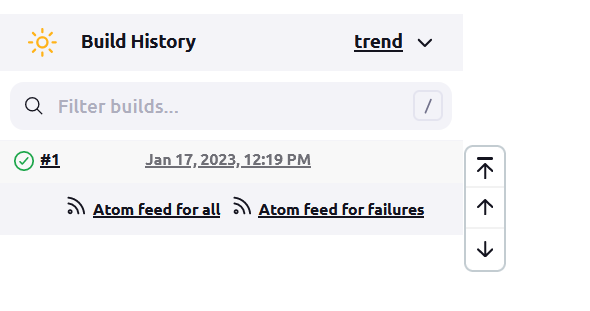 Build History trend
Filter builds... /
#1 Jan 17, 2023, 12:19 PM
Atom feed for all Atom feed for failures